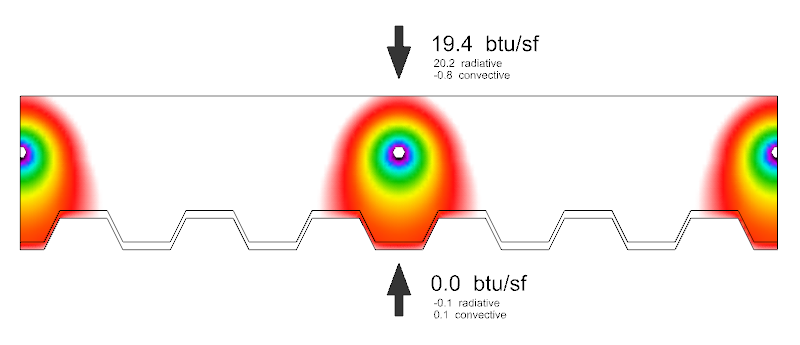 19.4 btu/sf
20.2 radiative
-0.8 convective
0.0 btu/sf
-0.1 radiative
0.1 convective